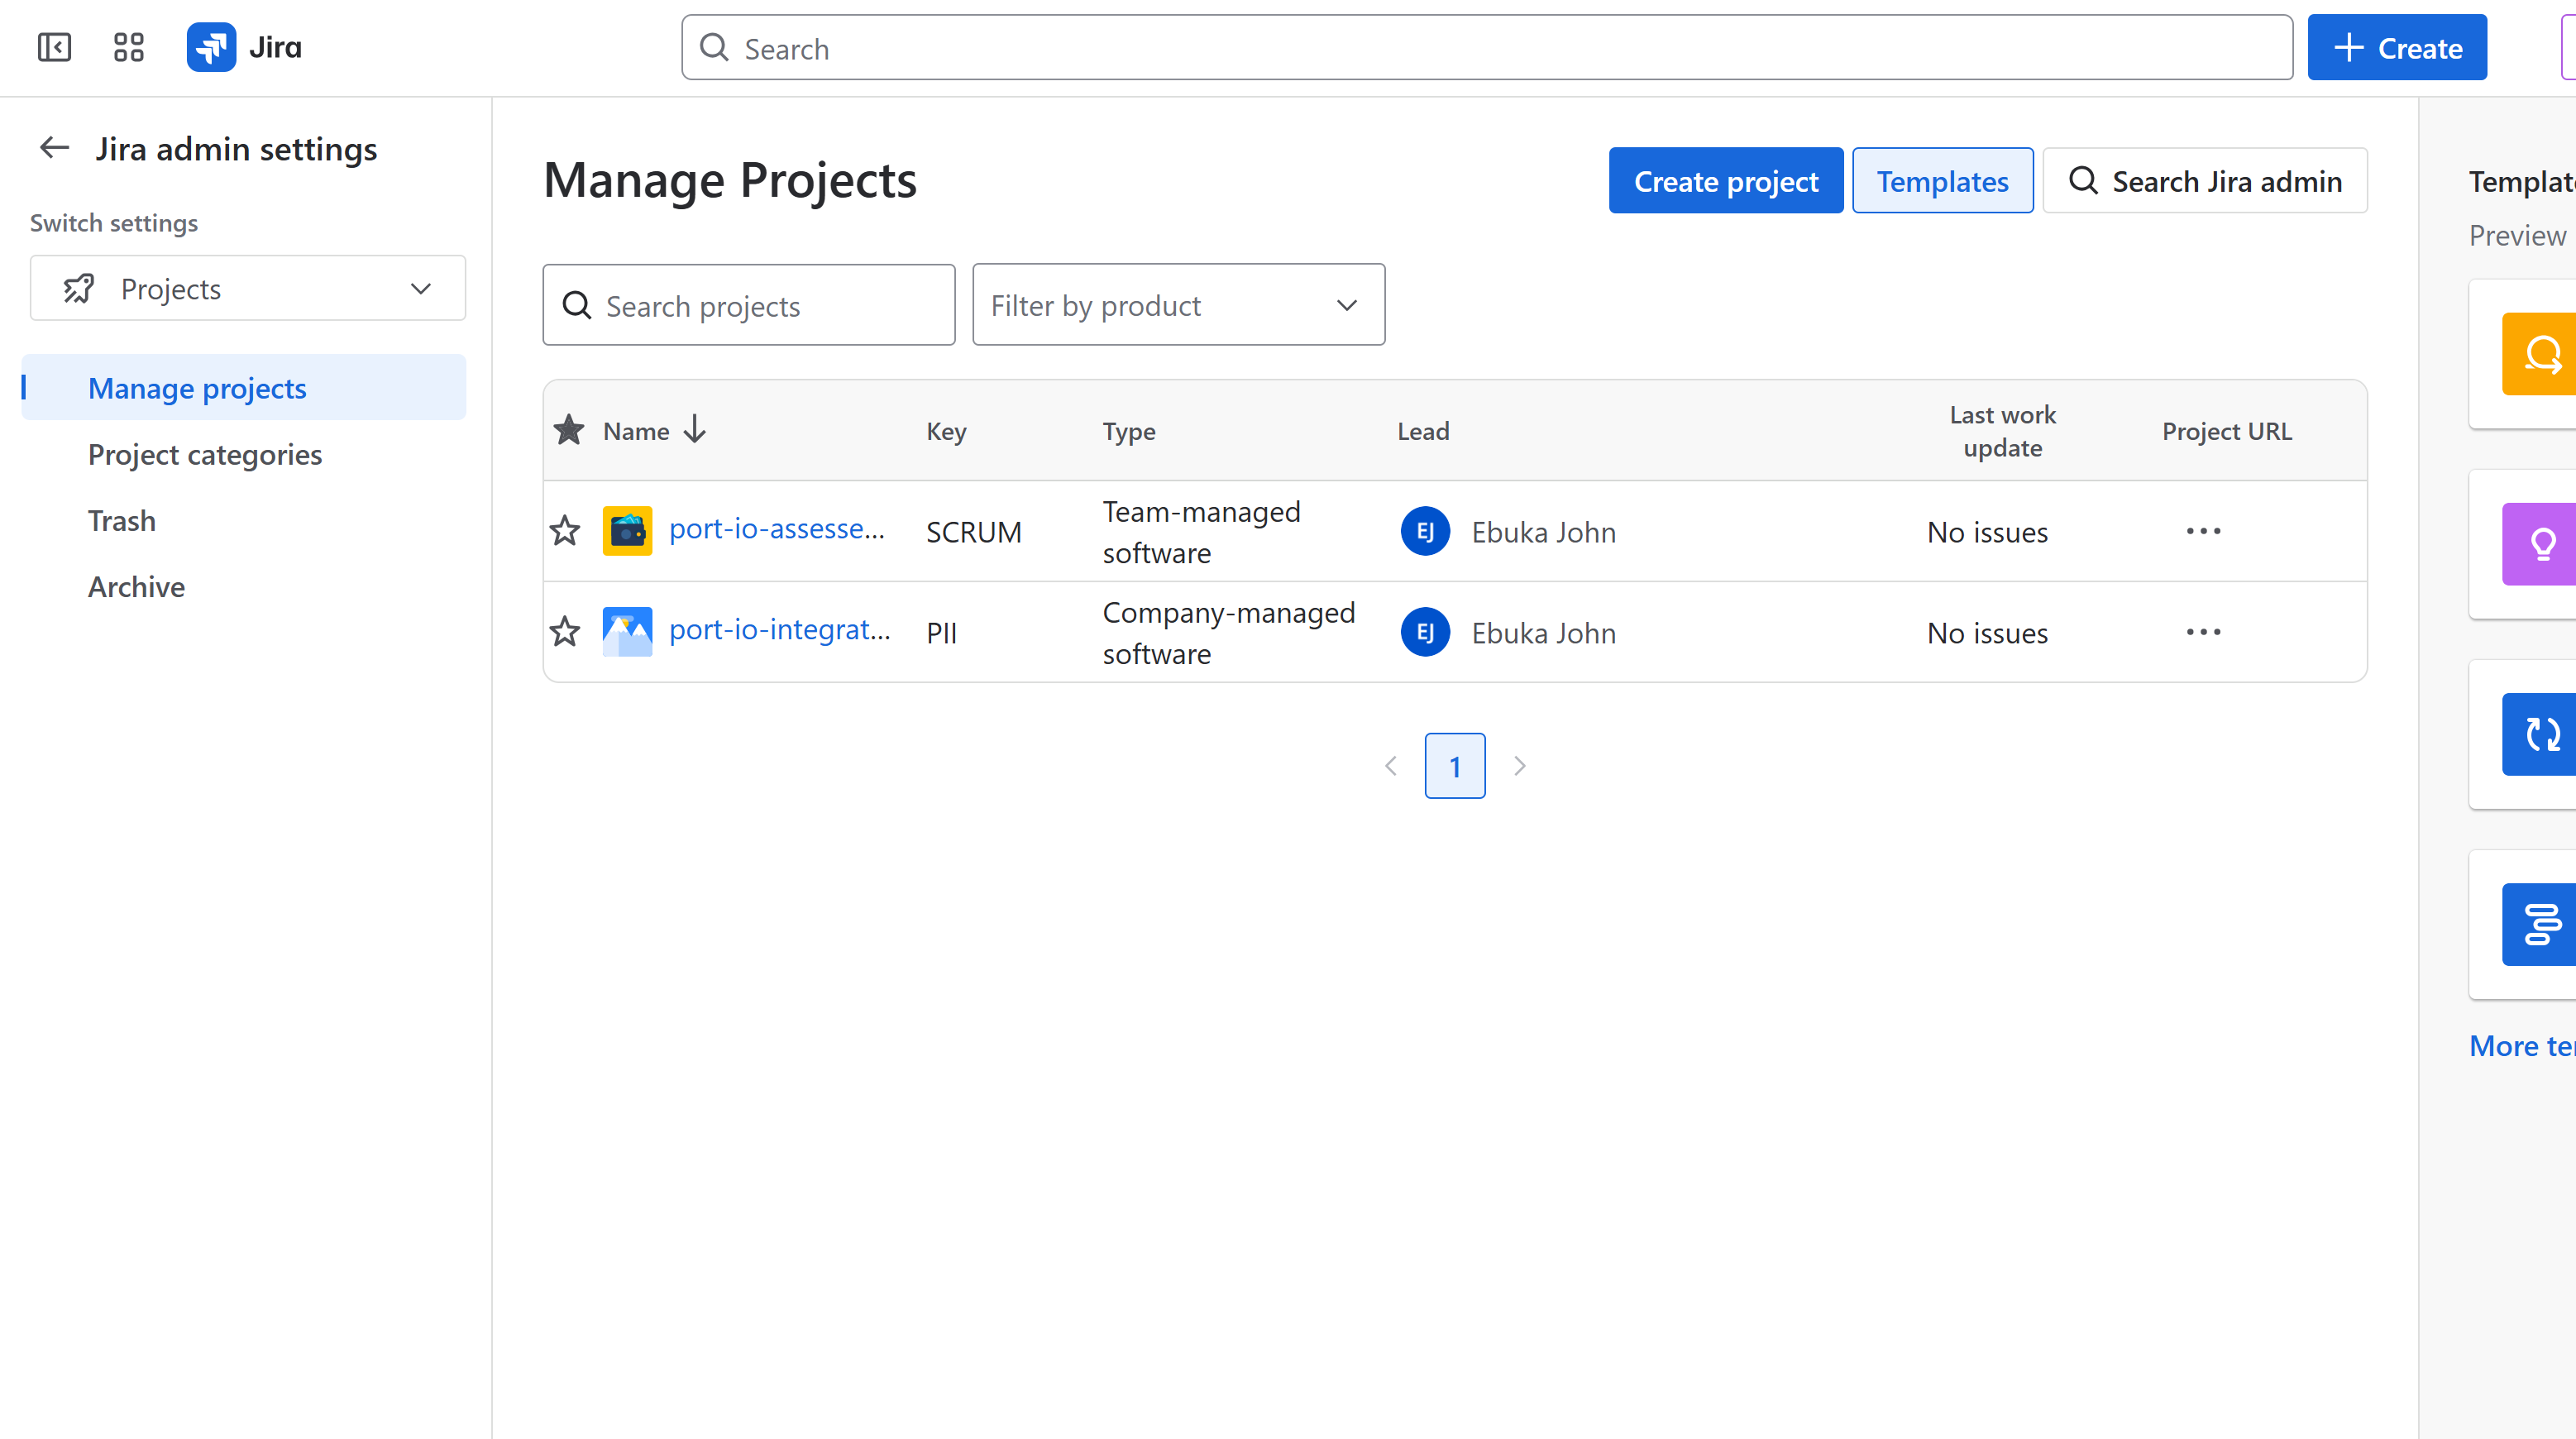 Jira
Search
Create
Jira admin settings
Switch settings
Projects
Manage projects
Project categories
Trash
Archive
Manage Projects
Create project
Templates
Search Jira admin
Search projects
Filter by product
Name
Key
Type
Lead
Last work
update
Project URL
port-io-assesse...
SCRUM
Team-managed
software
EJ
Ebuka John
No issues
port-io-integrat...
PII
Company-managed
software
EJ
Ebuka John
No issues
1
Preview
More